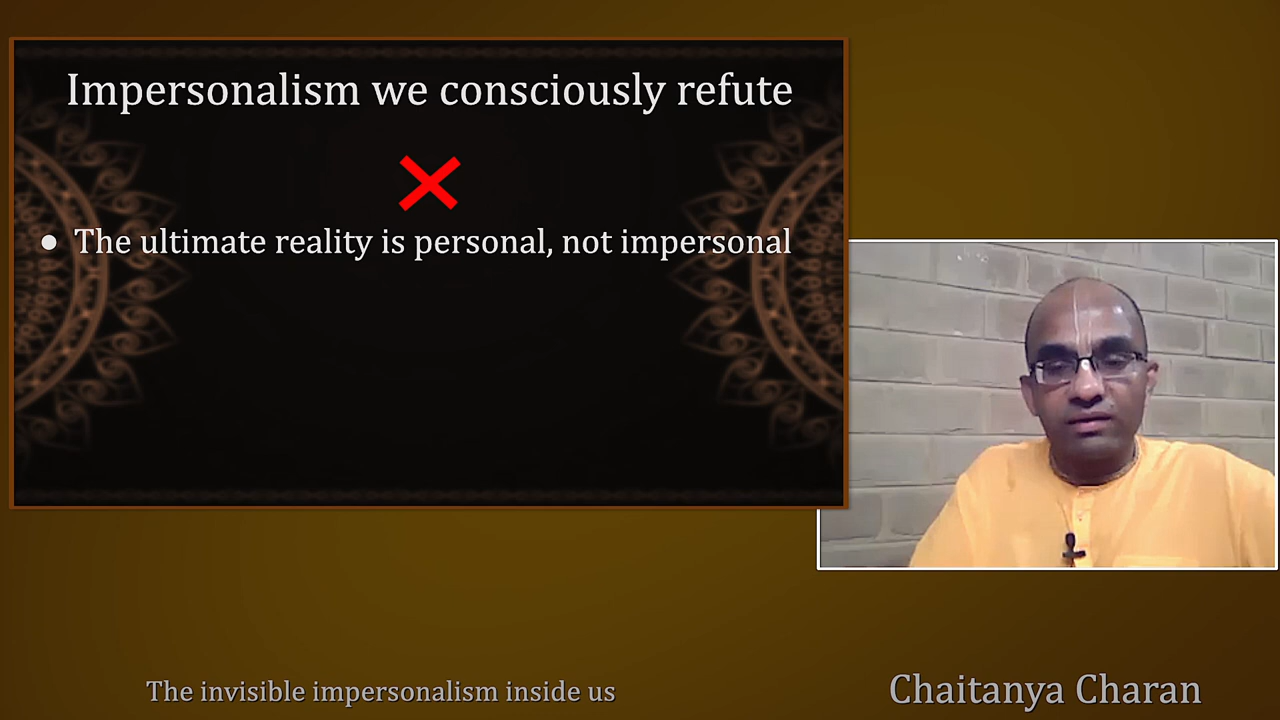 Impersonalism we consciously refute
● The ultimate reality is personal, not impersonal
The invisible impersonalism inside us
Chaitanya Charan